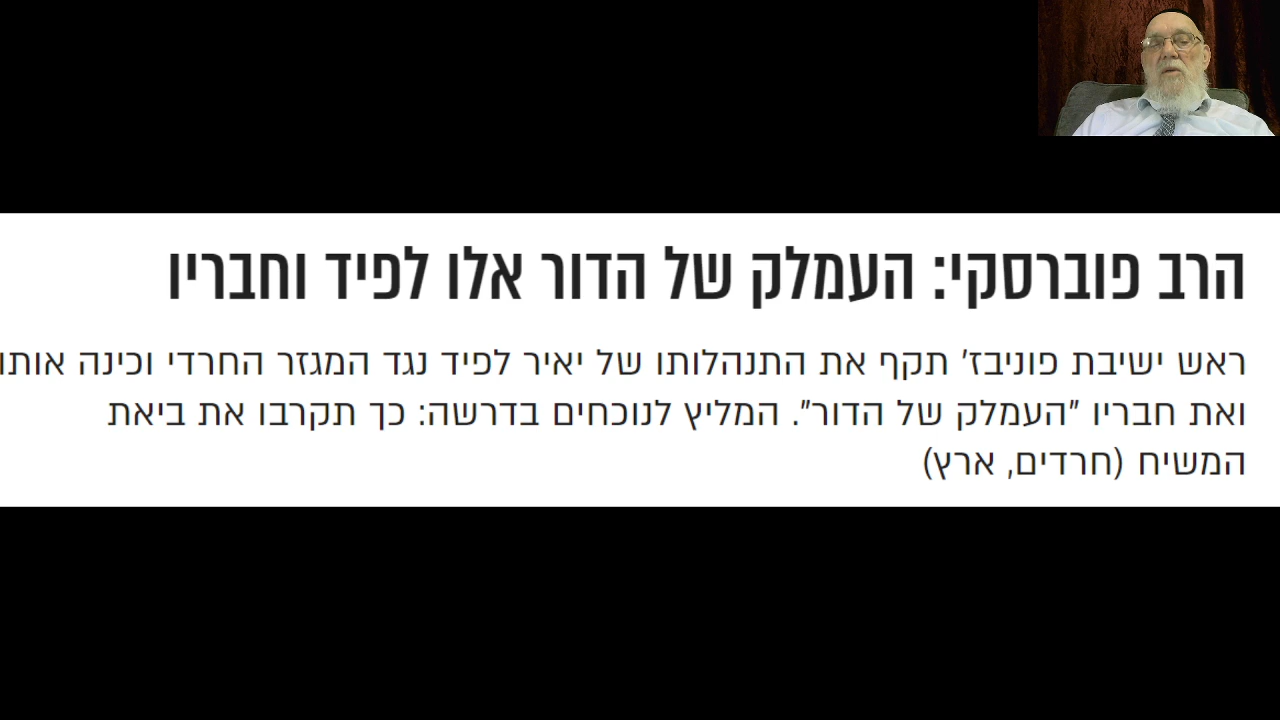 הרב פוברסקי: העמלק של הדור אלו לפיד וחבריו
ראש ישיבת פוניבז' תקף את התנהלותו של יאיר לפיד נגד המגזר החרדי וכינה אותו
ואת חבריו "העמלק של הדור". המליץ לנוכחים בדרשה: כך תקרבו את ביאת
המשיח (חרדים, ארץ)